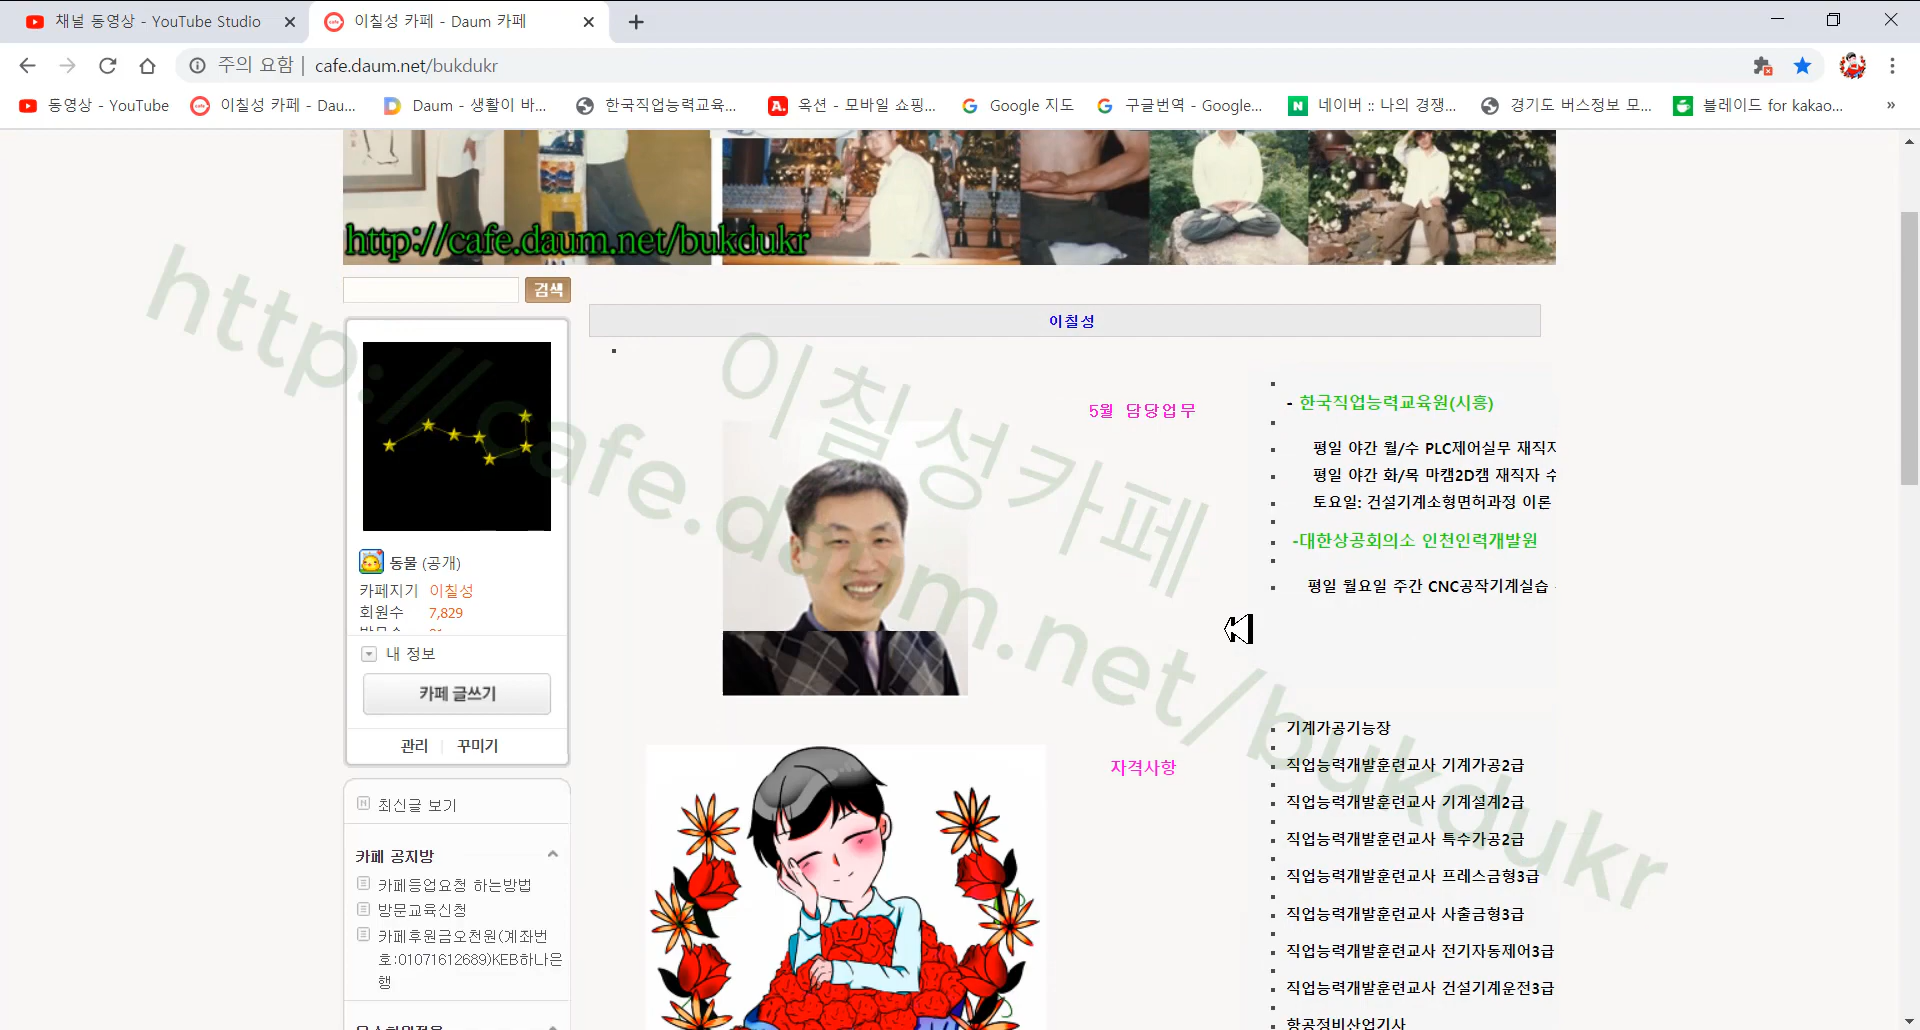 채널 동영상 - YouTube Studio
이칠성 카페 - Daum 카페
주의 요함 | cafe.daum.net/bukdukr
동영상 - YouTube
이칠성 카페 - Dau...
Daum - 생활이 바...
한국직업능력교육...
옥션 - 모바일 쇼핑...
Google 지도
구글번역 - Google...
네이버 :: 나의 경쟁...
경기도 버스정보 모...
블레이드 for kakao...
»
http://cafe.daum.net/bukdukr
검색
이칠성
동물 (공개)
카페지기 이칠성
회원수 7,829
내 정보
카페 글쓰기
관리 | 꾸미기
최신글 보기
카페 공지방
카페등업요청 하는방법
방문교육신청
카페후원금오천원(계좌번
호:01071612689)KEB하나은
행
5월 담당업무
- 한국직업능력교육원(시흥)
평일 야간 월/수 PLC제어실무 재직자
평일 야간 화/목 마캠2D캠 재직자 수
토요일: 건설기계소형면허과정 이론
-대한상공회의소 인천인력개발원
평일 월요일 주간 CNC공작기계실습
자격사항
기계가공기능장
직업능력개발훈련교사 기계가공2급
직업능력개발훈련교사 기계설계2급
직업능력개발훈련교사 특수가공2급
직업능력개발훈련교사 프레스금형3급
직업능력개발훈련교사 사출금형3급
직업능력개발훈련교사 전기자동제어3급
직업능력개발훈련교사 건설기계운전3급
항공정비산업기사
이칠성카페
http://cafe.daum.net/bukdukr